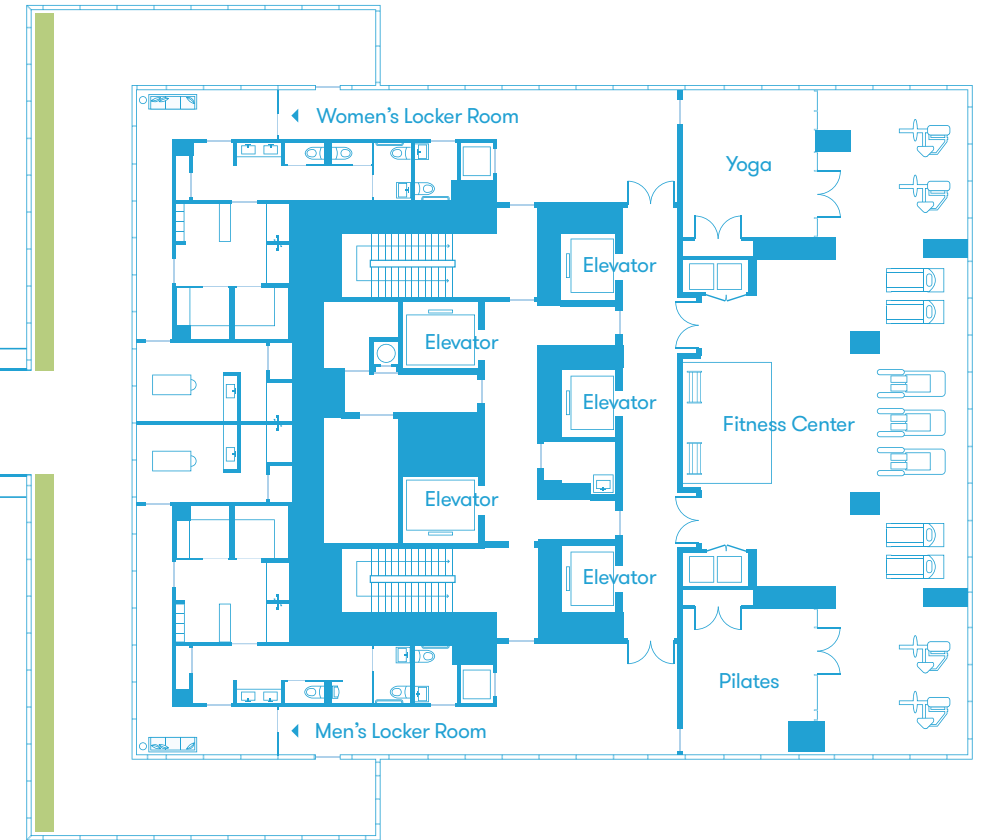 Women's Locker Room
Yoga
Elevator
Elevator
Elevator
Fitness Center
Elevator
Elevator
Pilates
Men's Locker Room